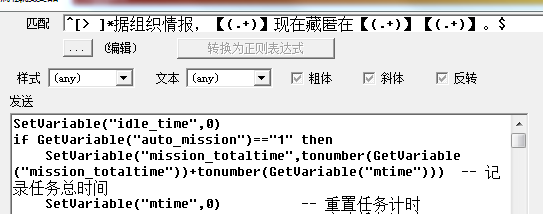 匹配 ^[> ]*据组织情报，【(.+)】现在藏匿在【(.+)】【(.+)】。$
... (编辑) 转换为正则表达式
样式 (any) 文本 (any) 粗体 斜体 反转
发送
SetVariable("idle_time",0)
if GetVariable("auto_mission")=="1" then
SetVariable("mission_totaltime",tonumber(GetVariable
("mission_totaltime"))+tonumber(GetVariable("mtime"))) -- 记
录任务总时间
SetVariable("mtime",0) -- 重置任务计时